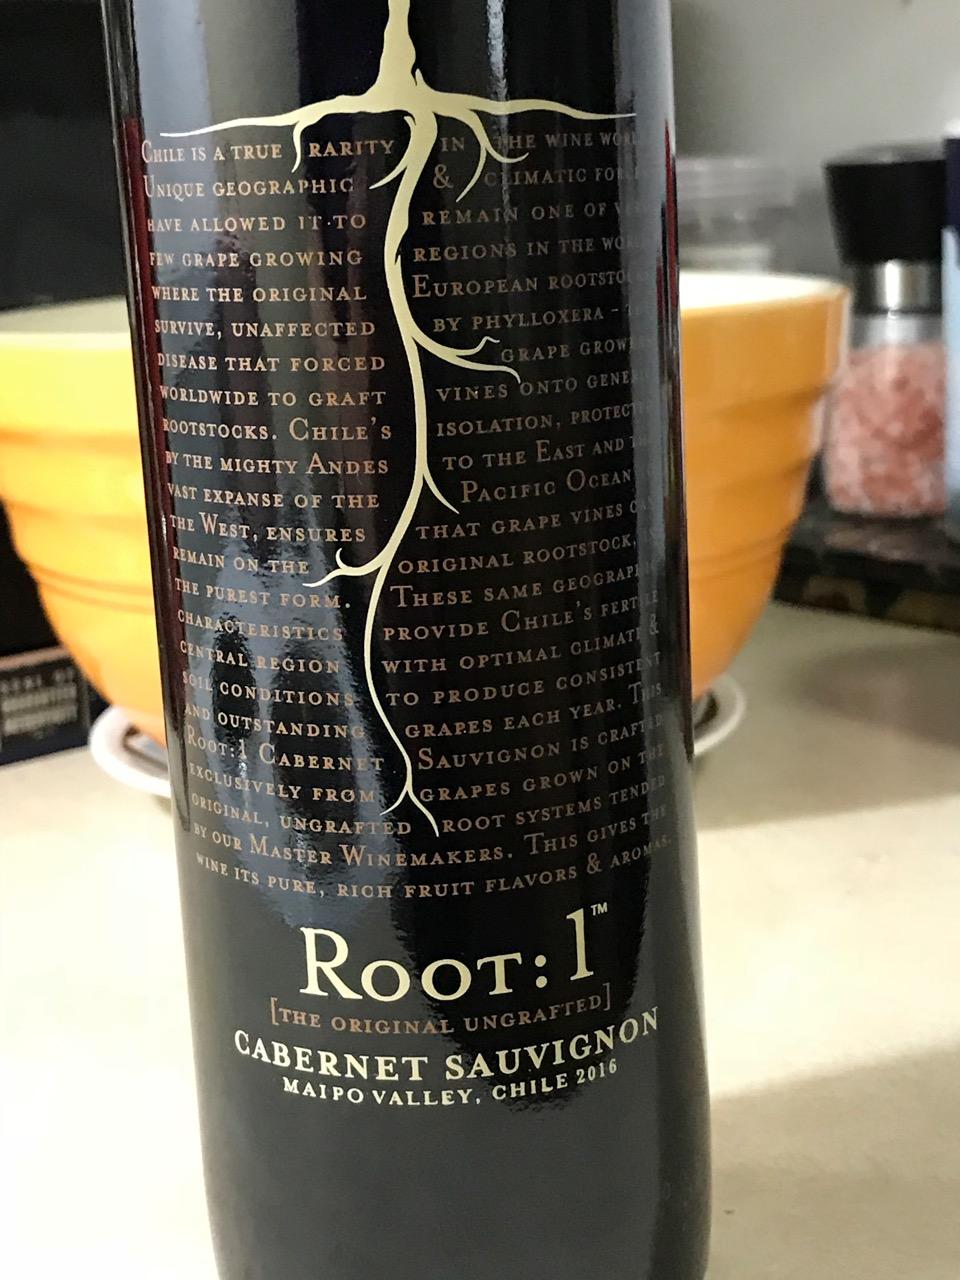 Chile is a true rarity in the wine
Unique geographic & climatic
have allowed it to remain one of
few grape growing regions in the
where the original European
survive, unaffected by phylloxera -
disease that forced grape
worldwide to graft vines onto
rootstocks. Chile's isolation,
by the mighty Andes to the East and
vast expanse of the Pacific Ocean
the West, ensures that grape vines
remain on the original rootstock,
the purest form. These same
characteristics provide Chile's fertile
central region with optimal climate &
soil conditions to produce consistent
and outstanding grapes each year. This
Root:1 Cabernet Sauvignon is crafted
exclusively from grapes grown on the
original, ungrafted root systems tended
by our Master Winemakers. This gives the
wine its pure, rich fruit flavors & aromas.
Root:1™
[The Original Ungrafted]
CABERNET SAUVIGNON
MAIPO VALLEY, CHILE 2016